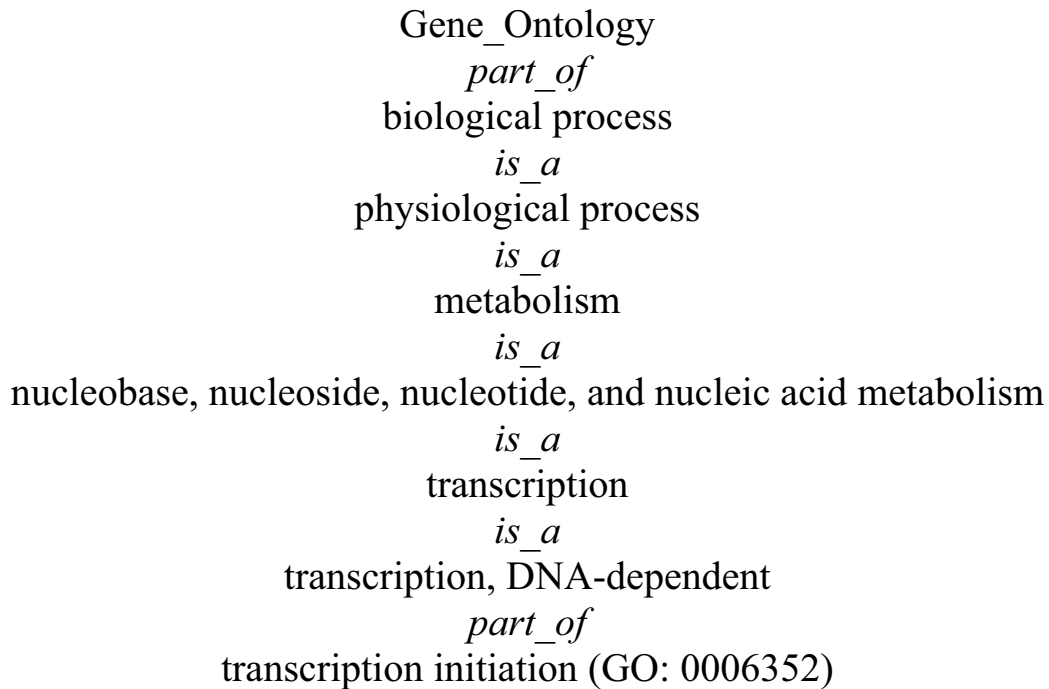 Gene_Ontology
part_of
biological process
is_a
physiological process
is_a
metabolism
is_a
nucleobase, nucleoside, nucleotide, and nucleic acid metabolism
is_a
transcription
is_a
transcription, DNA-dependent
part_of
transcription initiation (GO: 0006352)